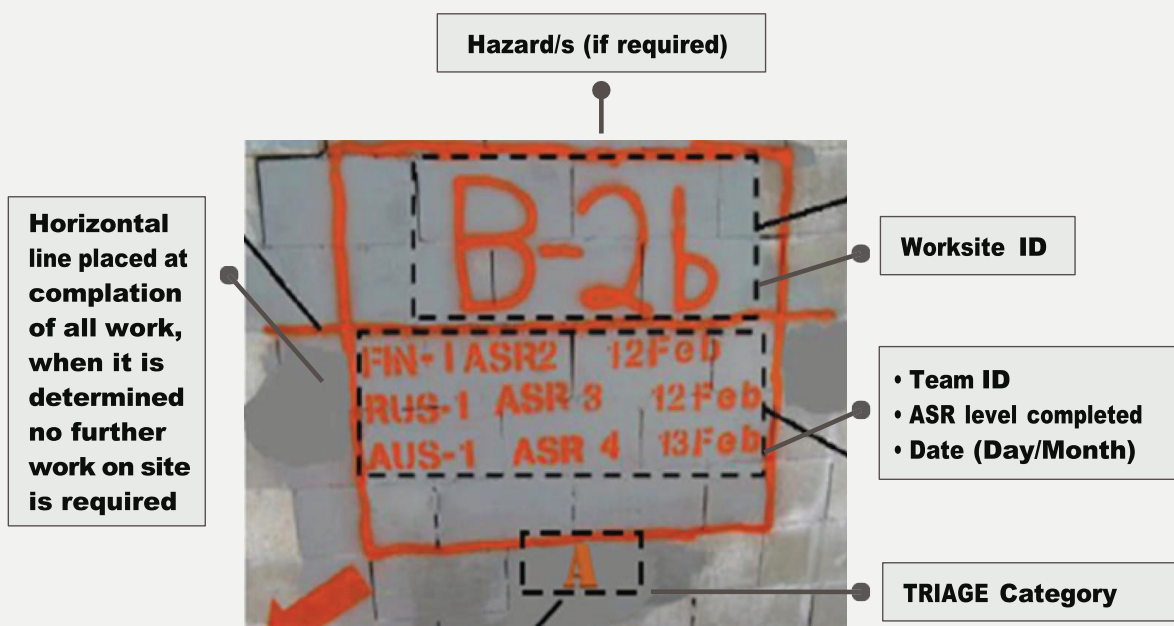 Hazard/s (if required)
Horizontal
line placed at
complation
of all work,
when it is
determined
no further
work on site
is required
B-2b
FIN-1 ASR2 12Feb
RUS-1 ASR 3 12Feb
AUS-1 ASR 4 13Feb
A
Worksite ID
• Team ID
• ASR level completed
• Date (Day/Month)
TRIAGE Category